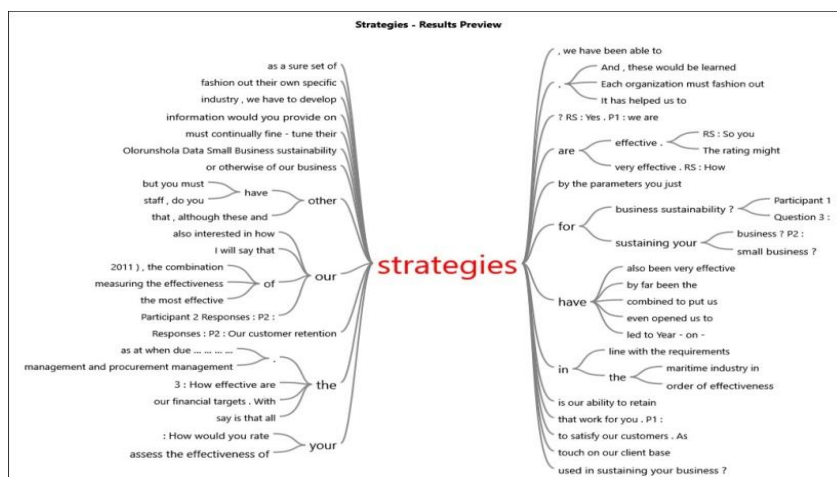 Strategies - Results Preview
as a sure set of
fashion out their own specific
industry , we have to develop
information would you provide on
must continually fine - tune their
Olorunshola Data Small Business sustainability
or otherwise of our business
but you must
staff , do you
have
that , although these and
other
also interested in how
I will say that
2011 ) , the combination
measuring the effectiveness
the most effective
of
Participant 2 Responses : P2 :
our
Responses : P2 : Our customer retention
as at when due ... ... ... ...
management and procurement management
.
3 : How effective are
our financial targets . With
say is that all
the
: How would you rate
assess the effectiveness of
your
strategies
, we have been able to
.
And , these would be learned
Each organization must fashion out
It has helped us to
? RS : Yes . P1 : we are
are
effective .
RS : So you
The rating might
very effective . RS : How
by the parameters you just
for
business sustainability ?
Participant 1
Question 3 :
sustaining your
business ? P2 :
small business ?
have
also been very effective
by far been the
combined to put us
even opened us to
led to Year - on -
in
line with the requirements
the
maritime industry in
order of effectiveness
is our ability to retain
that work for you . P1 :
to satisfy our customers . As
touch on our client base
used in sustaining your business ?